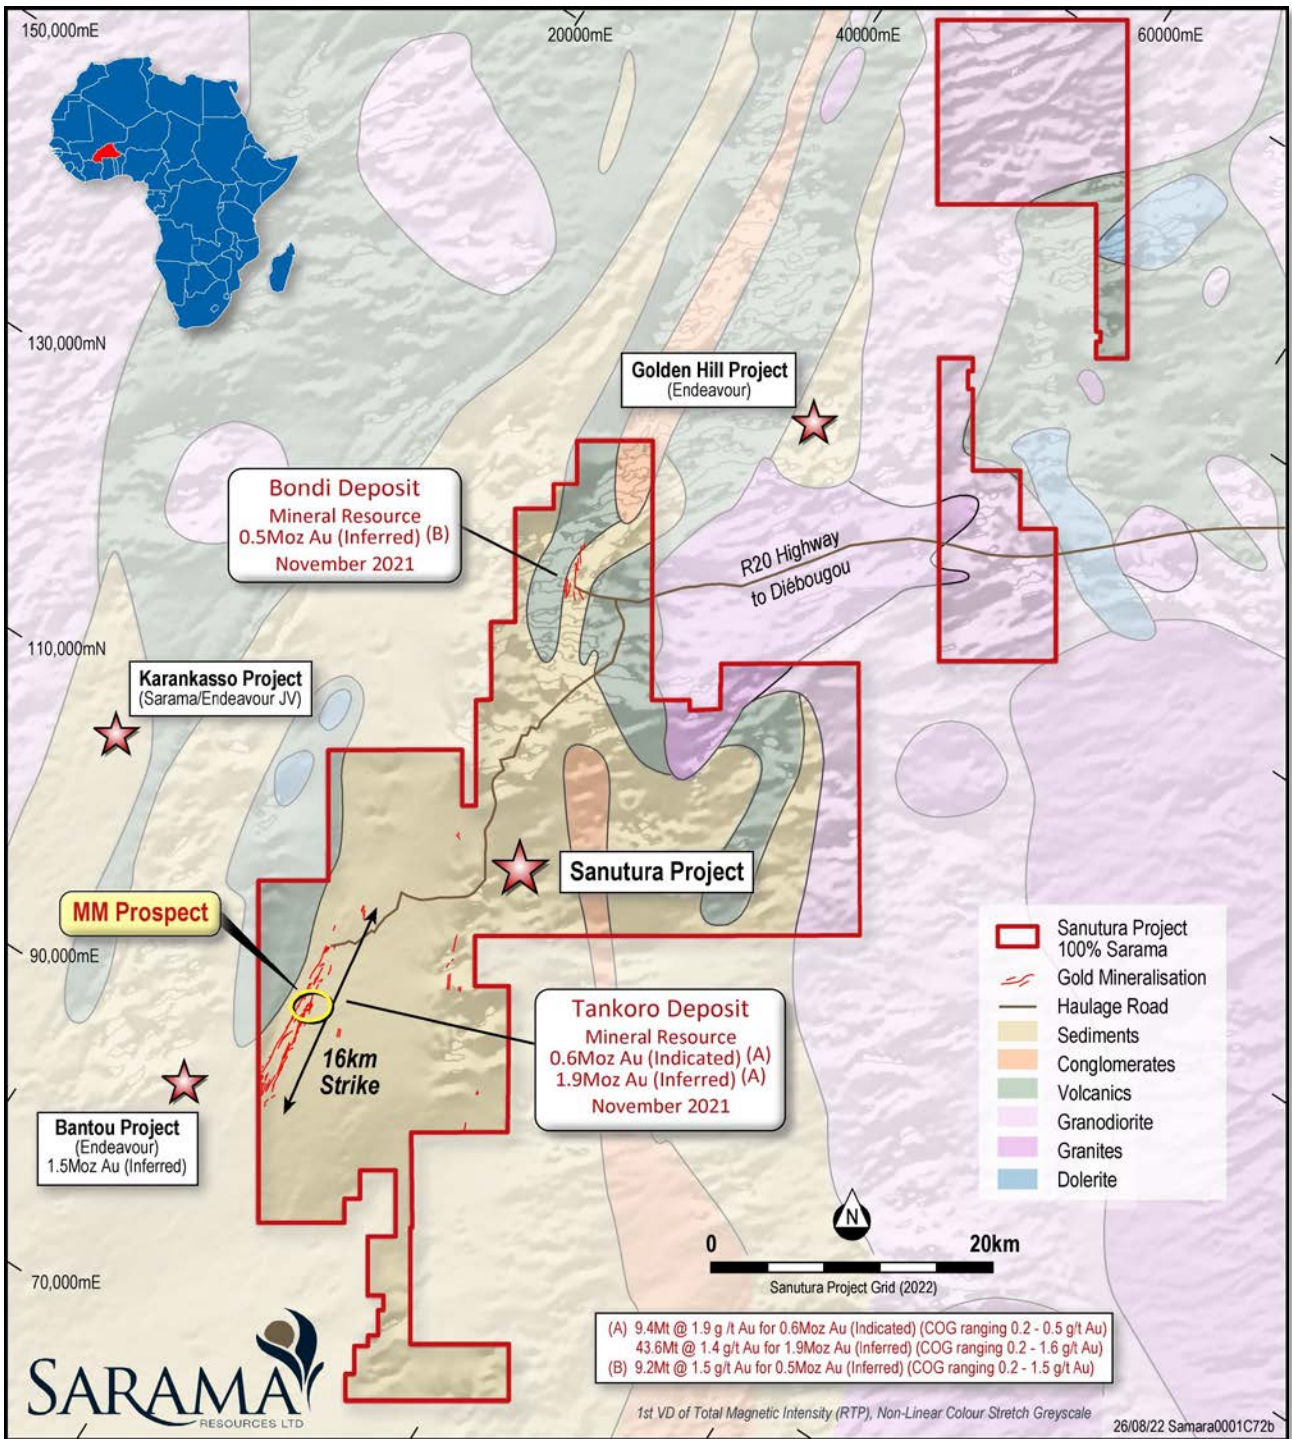 150,000mE
20000mE
40000mE
60000mE
130,000mN
Golden Hill Project
(Endeavour)
Bondi Deposit
Mineral Resource
0.5Moz Au (Inferred) (B)
November 2021
R20 Highway
to Diébougou
110,000mN
Karankasso Project
(Sarama/Endeavour JV)
Sanutura Project
MM Prospect
90,000mE
Tankoro Deposit
Mineral Resource
0.6Moz Au (Indicated) (A)
1.9Moz Au (Inferred) (A)
November 2021
16km
Strike
Bantou Project
(Endeavour)
1.5Moz Au (Inferred)
Sanutura Project
100% Sarama
Gold Mineralisation
Haulage Road
Sediments
Conglomerates
Volcanics
Granodiorite
Granites
Dolerite
N
0 20km
Sanutura Project Grid (2022)
70,000mE
(A) 9.4Mt @ 1.9 g /t Au for 0.6Moz Au (Indicated) (COG ranging 0.2 - 0.5 g/t Au)
43.6Mt @ 1.4 g/t Au for 1.9Moz Au (Inferred) (COG ranging 0.2 - 1.6 g/t Au)
(B) 9.2Mt @ 1.5 g/t Au for 0.5Moz Au (Inferred) (COG ranging 0.2 - 1.5 g/t Au)
SARAMA
RESOURCES LTD
1st VD of Total Magnetic Intensity (RTP), Non-Linear Colour Stretch Greyscale
26/08/22 Samara0001C72b